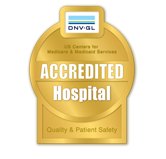 DNV·GL
US Centers for
Medicare & Medicaid Services
ACCREDITED
Hospital
Quality & Patient Safety